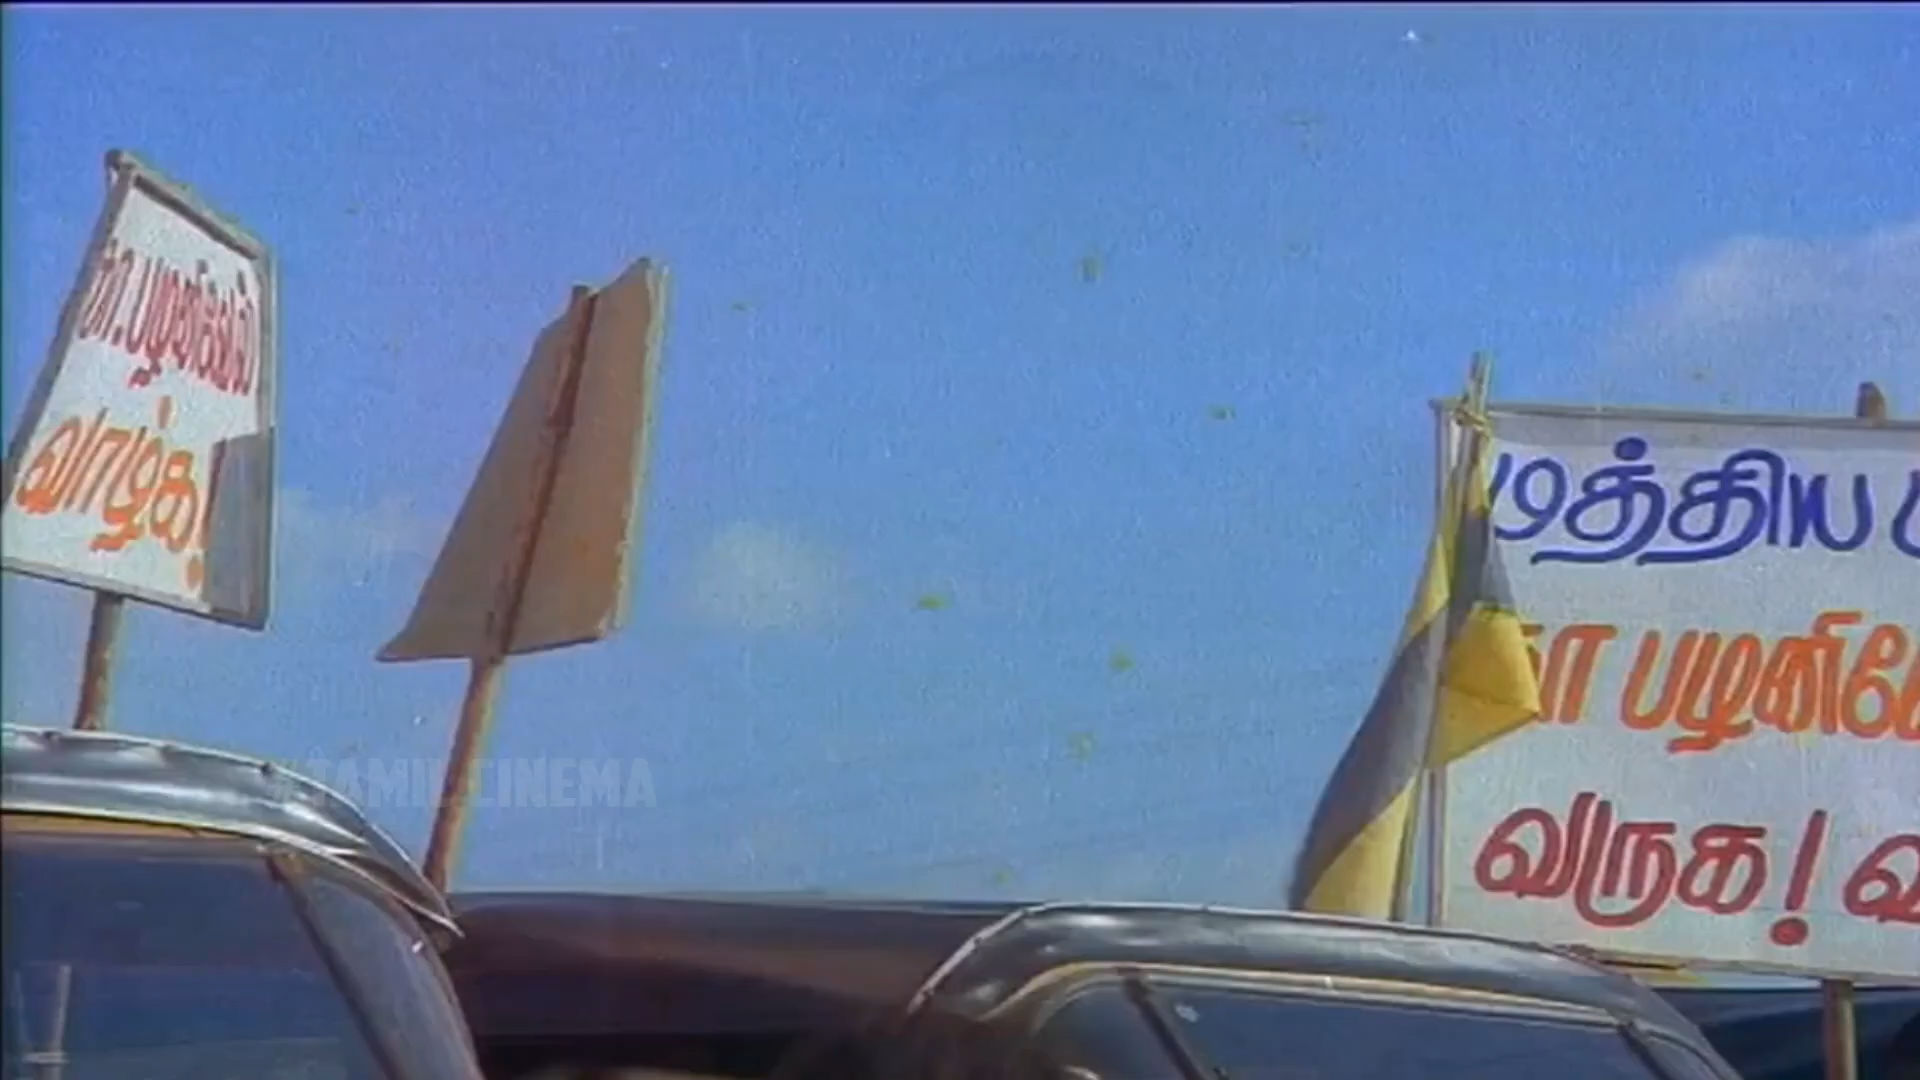 கா. பழனிவேல்
வாழ்க!
டித்திய
கா பழனிவே
வருக! வ
#TAMIL CINEMA